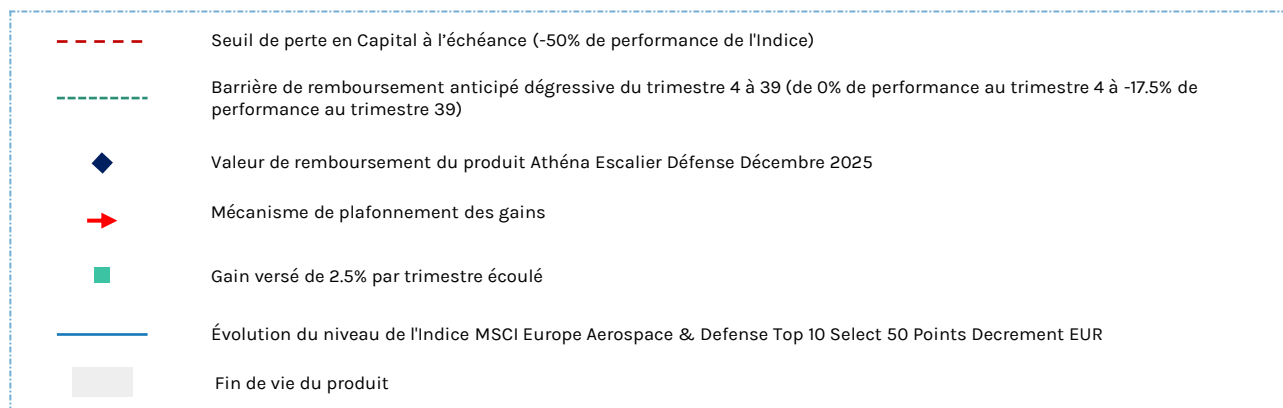 Seuil de perte en Capital à l’échéance (-50% de performance de l'Indice)
Barrière de remboursement anticipé dégressive du trimestre 4 à 39 (de 0% de performance au trimestre 4 à -17.5% de
performance au trimestre 39)
Valeur de remboursement du produit Athéna Escalier Défense Décembre 2025
Mécanisme de plafonnement des gains
Gain versé de 2.5% par trimestre écoulé
Évolution du niveau de l'Indice MSCI Europe Aerospace & Defense Top 10 Select 50 Points Decrement EUR
Fin de vie du produit